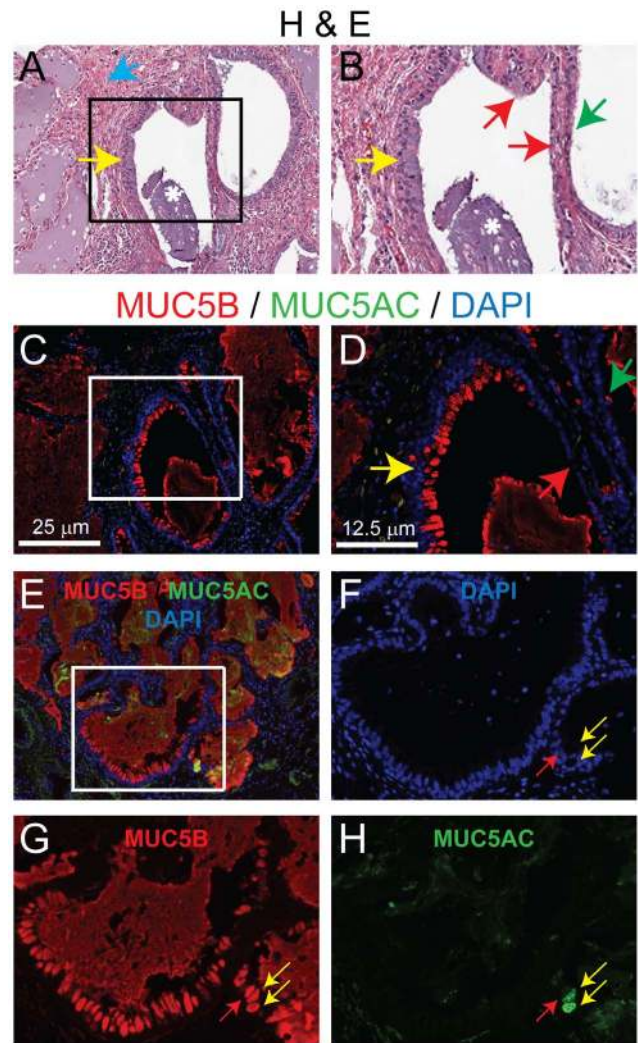 H & E
A
B
MUC5B / MUC5AC / DAPI
C
D
25 μm
12.5 μm
E
MUC5B MUC5AC
DAPI
F
DAPI
G
MUC5B
H
MUC5AC